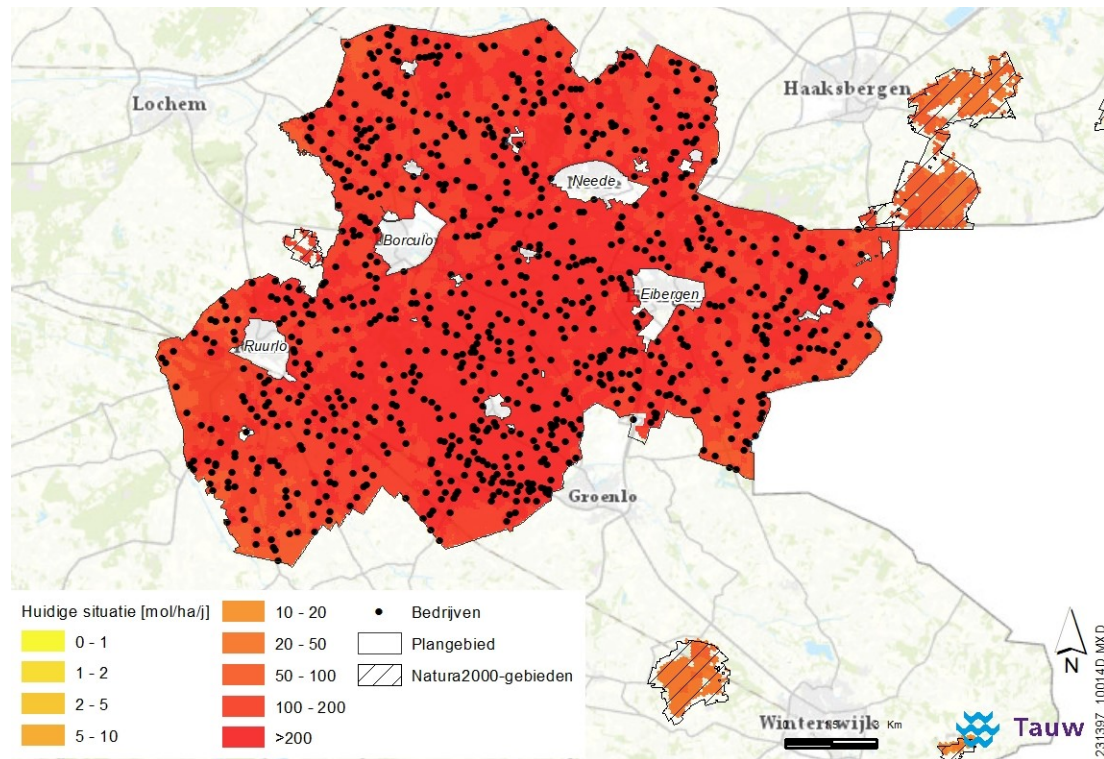 Haaksbergen
Lochem
Neede
Borculo
Eibergen
Ruurlo
Groenlo
Huidige situatie [mol/ha/j]
0 - 1
1 - 2
2 - 5
5 - 10
10 - 20
20 - 50
50 - 100
100 - 200
>200
Bedrijven
Plangebied
Natura2000-gebieden
N
Winterswijk
Km
Tauw
231397_10014D.MXD